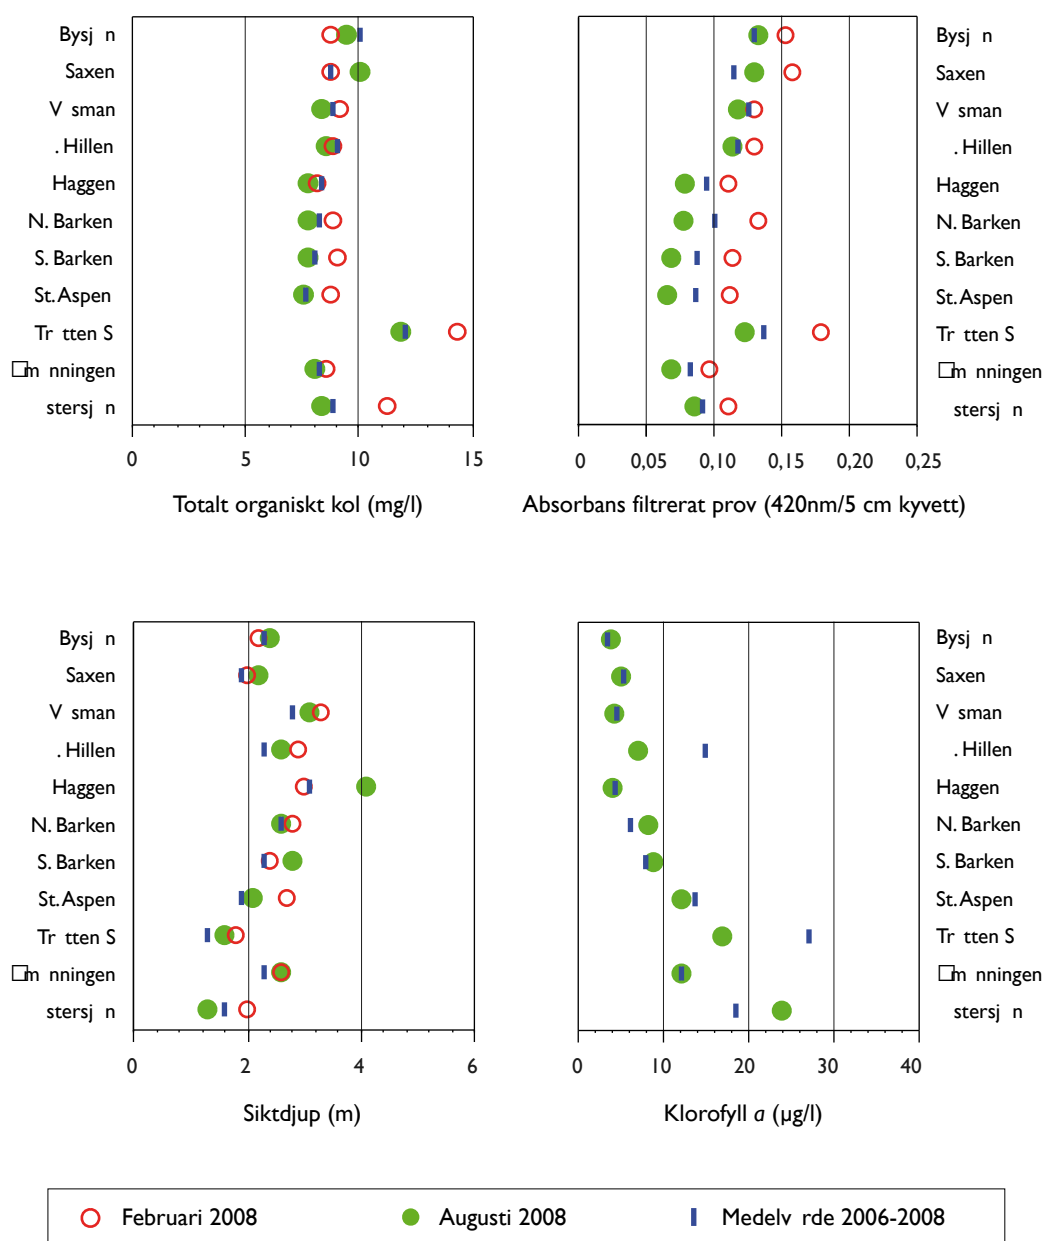 Bysj n
Saxen
V sman
. Hillen
Haggen
N. Barken
S. Barken
St. Aspen
Tr tten S
□m nningen
stersj n
0 5 10 15
Totalt organiskt kol (mg/l)
Bysj n
Saxen
V sman
. Hillen
Haggen
N. Barken
S. Barken
St. Aspen
Tr tten S
□m nningen
stersj n
0 0,05 0,10 0,15 0,20 0,25
Absorbans filtrerat prov (420nm/5 cm kyvett)
Bysj n
Saxen
V sman
. Hillen
Haggen
N. Barken
S. Barken
St. Aspen
Tr tten S
□m nningen
stersj n
0 2 4 6
Siktdjup (m)
Bysj n
Saxen
V sman
. Hillen
Haggen
N. Barken
S. Barken
St. Aspen
Tr tten S
□m nningen
stersj n
0 10 20 30 40
Klorofyll a (µg/l)
Februari 2008 Augusti 2008 Medelv rde 2006-2008